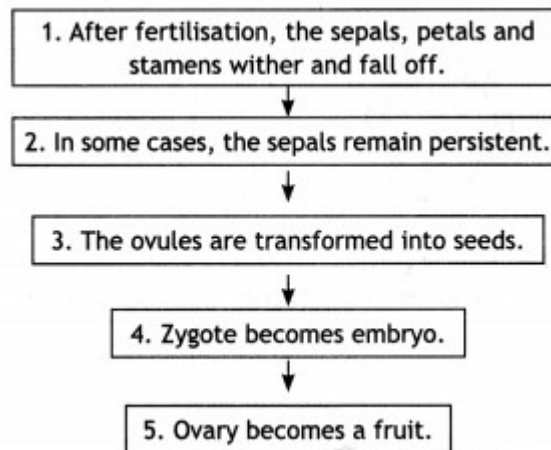 1. After fertilisation, the sepals, petals and
stamens wither and fall off.
2. In some cases, the sepals remain persistent.
3. The ovules are transformed into seeds.
4. Zygote becomes embryo.
5. Ovary becomes a fruit.